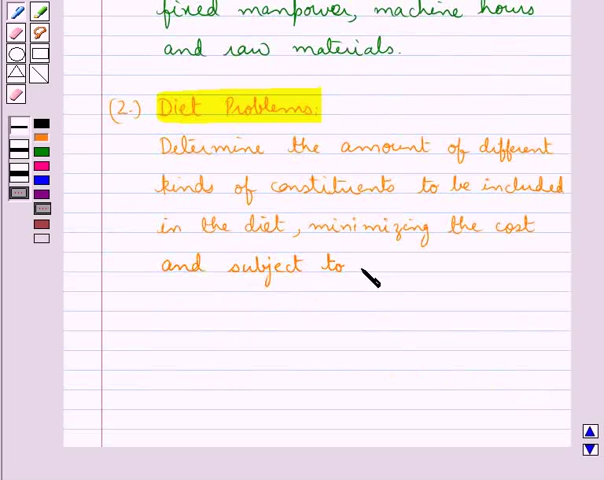 fixed manpower, machine hours
and raw materials.
(2.) Diet Problems:
Determine the amount of different
kinds of constituents to be included
in the diet, minimizing the cost
and subject to